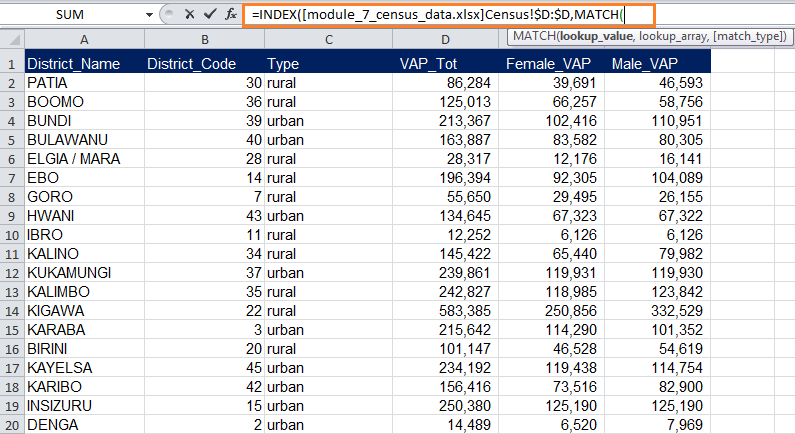 SUM fx =INDEX([module_7_census_data.xlsx]Census!$D:$D,MATCH(
MATCH(lookup_value, lookup_array, [match_type])
A B C D E F
1 District_Name District_Code Type VAP_Tot Female_VAP Male_VAP
2 PATIA 30 rural 86,284 39,691 46,593
3 BOOMO 36 rural 125,013 66,257 58,756
4 BUNDI 39 urban 213,367 102,416 110,951
5 BULAWANU 40 urban 163,887 83,582 80,305
6 ELGIA / MARA 28 rural 28,317 12,176 16,141
7 EBO 14 rural 196,394 92,305 104,089
8 GORO 7 rural 55,650 29,495 26,155
9 HWANI 43 urban 134,645 67,323 67,322
10 IBRO 11 rural 12,252 6,126 6,126
11 KALINO 34 rural 145,422 65,440 79,982
12 KUKAMUNGI 37 urban 239,861 119,931 119,930
13 KALIMBO 35 rural 242,827 118,985 123,842
14 KIGAWA 22 rural 583,385 250,856 332,529
15 KARABA 3 urban 215,642 114,290 101,352
16 BIRINI 20 rural 101,147 46,528 54,619
17 KAYELSA 45 urban 234,192 119,438 114,754
18 KARIBO 42 urban 156,416 73,516 82,900
19 INSIZURU 15 urban 250,380 125,190 125,190
20 DENGA 2 urban 14,489 6,520 7,969